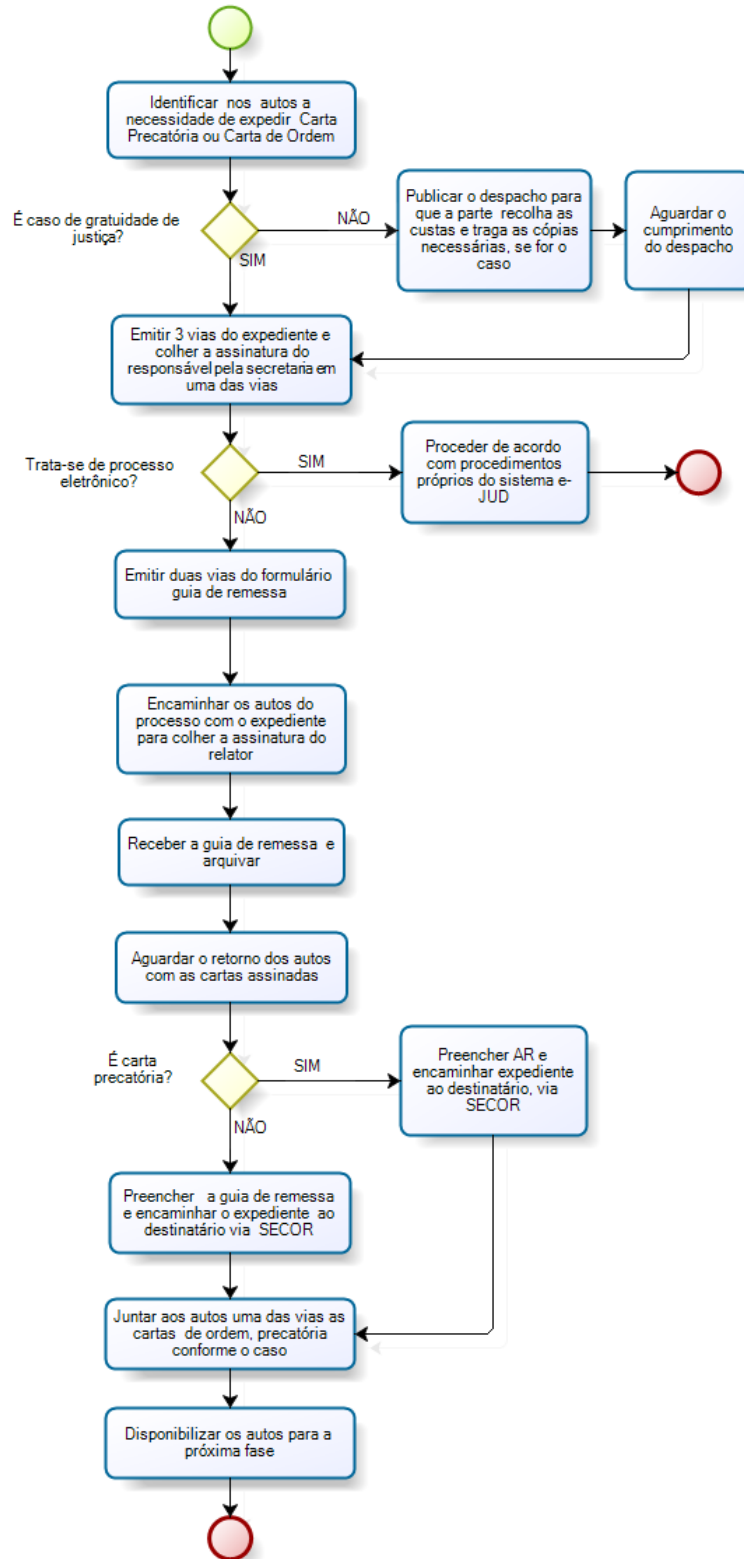 Identificar nos autos a
necessidade de expedir Carta
Precatória ou Carta de Ordem
É caso de gratuidade de
justiça?
NÃO
SIM
Publicar o despacho para
que a parte recolha as
custas e traga as cópias
necessárias, se for o
caso
Aguardar o
cumprimento
do despacho
Emitir 3 vias do expediente e
colher a assinatura do
responsável pela secretaria em
uma das vias
Trata-se de processo
eletrônico?
SIM
NÃO
Proceder de acordo
com procedimentos
próprios do sistema e-
JUD
Emitir duas vias do formulário
guia de remessa
Encaminhar os autos do
processo com o expediente
para colher a assinatura do
relator
Receber a guia de remessa e
arquivar
Aguardar o retorno dos autos
com as cartas assinadas
É carta
precatória?
SIM
NÃO
Preencher AR e
encaminhar expediente
ao destinatário, via
SECOR
Preencher a guia de remessa
e encaminhar o expediente ao
destinatário via SECOR
Juntar aos autos uma das vias as
cartas de ordem, precatória
conforme o caso
Disponibilizar os autos para a
próxima fase